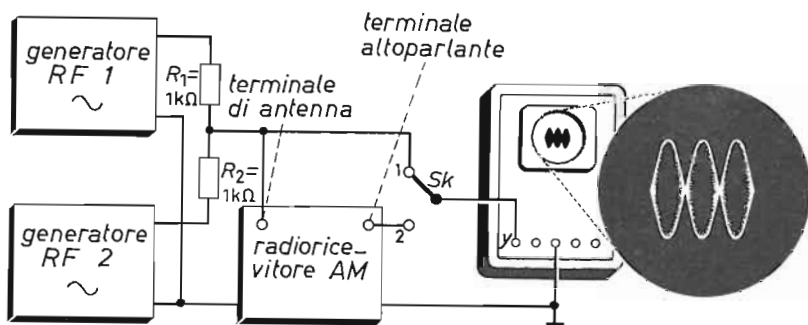 generatore
RF 1
R1=
1kΩ
terminale
di antenna
terminale
altoparlante
R2=
1kΩ
1
Sk
2
generatore
RF 2
radiorice-
vitore AM
y